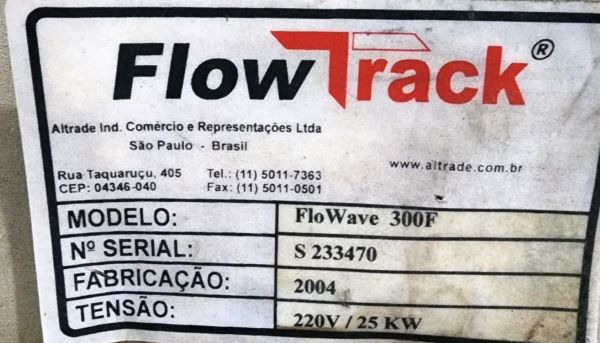 FlowTrack®
Altrade Ind. Comércio e Representações Ltda
São Paulo - Brasil
www.altrade.com.br
Rua Taquaruçu, 405 Tel.: (11) 5011-7363
CEP: 04346-040 Fax: (11) 5011-0501
MODELO: FloWave 300F
Nº SERIAL: S 233470
FABRICAÇÃO: 2004
TENSÃO: 220V / 25 KW